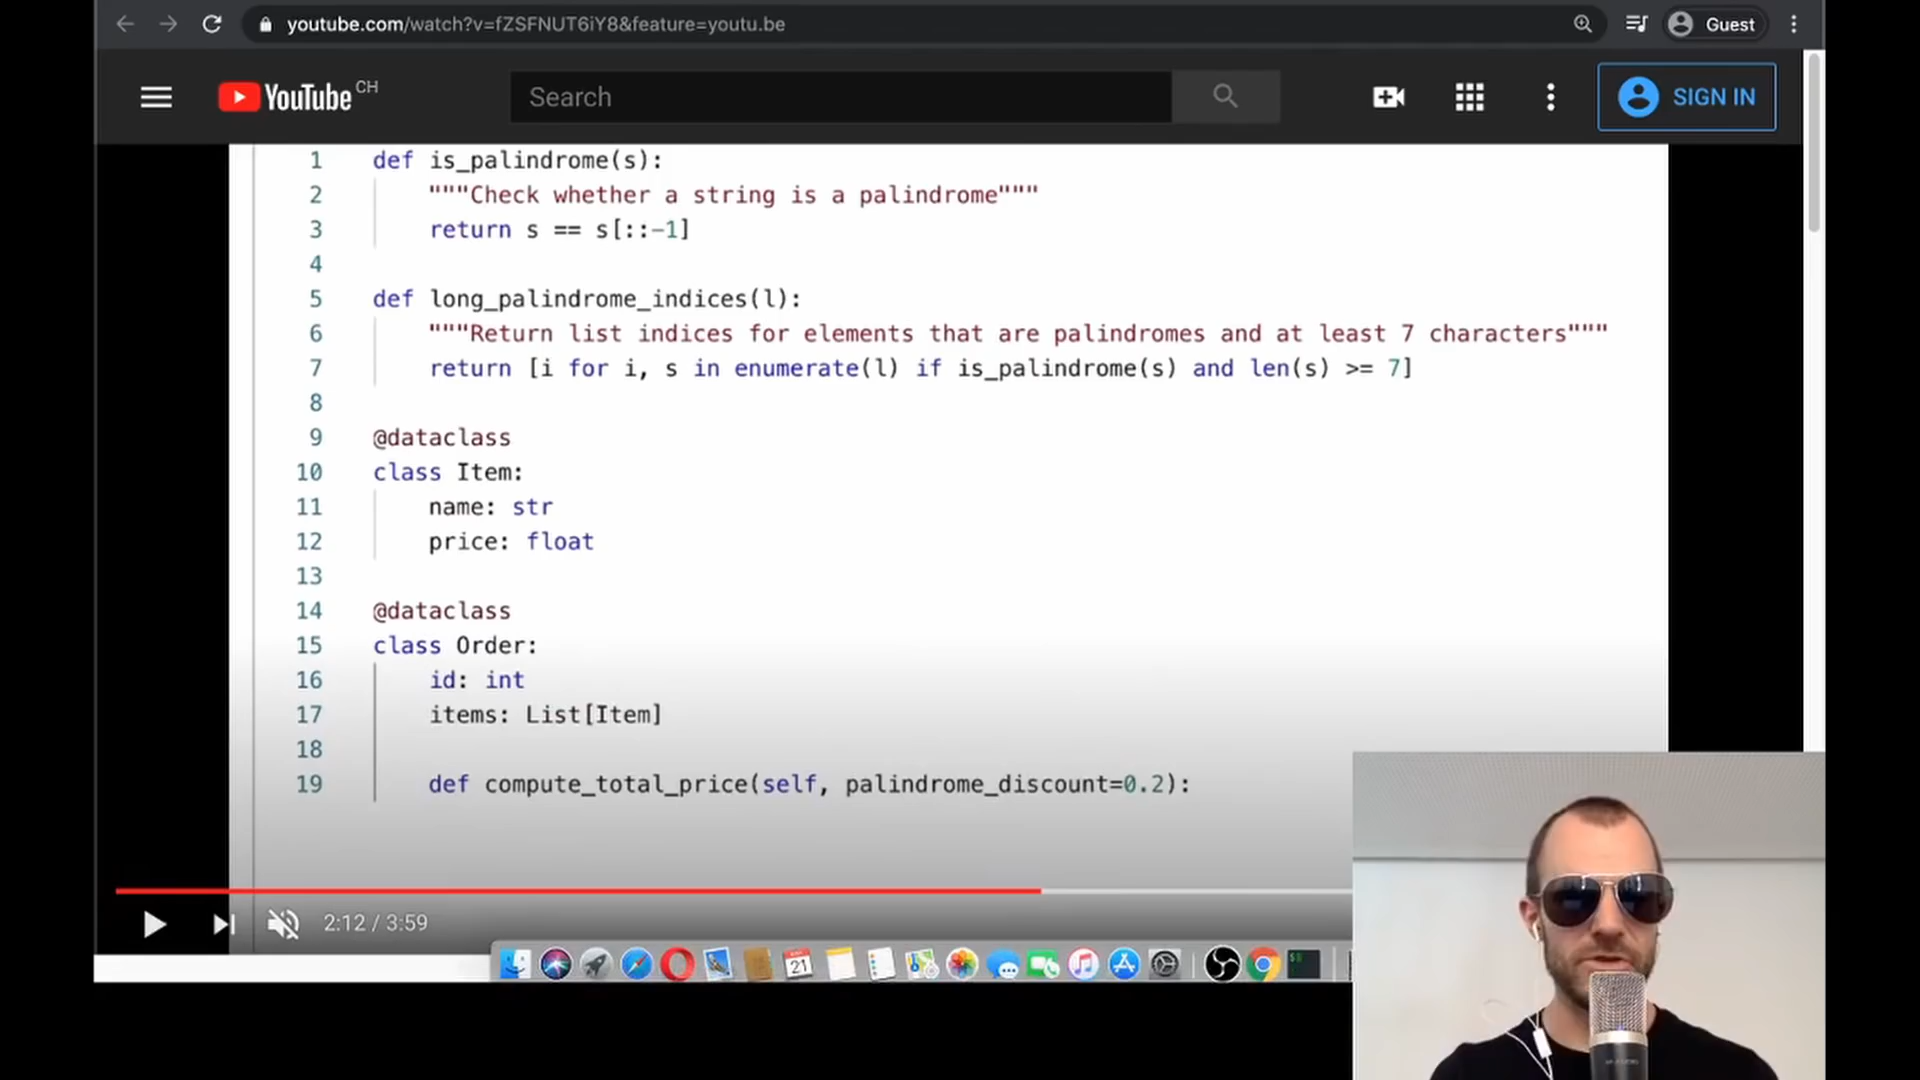 youtube.com/watch?v=fZSFNUT6iY8&feature=youtu.be
Guest
YouTube CH
Search
SIGN IN
1 def is_palindrome(s):
2 """Check whether a string is a palindrome"""
3 return s == s[::-1]
4
5 def long_palindrome_indices(l):
6 """Return list indices for elements that are palindromes and at least 7 characters"""
7 return [i for i, s in enumerate(l) if is_palindrome(s) and len(s) >= 7]
8
9 @dataclass
10 class Item:
11 name: str
12 price: float
13
14 @dataclass
15 class Order:
16 id: int
17 items: List[Item]
18
19 def compute_total_price(self, palindrome_discount=0.2):
2:12 / 3:59
21